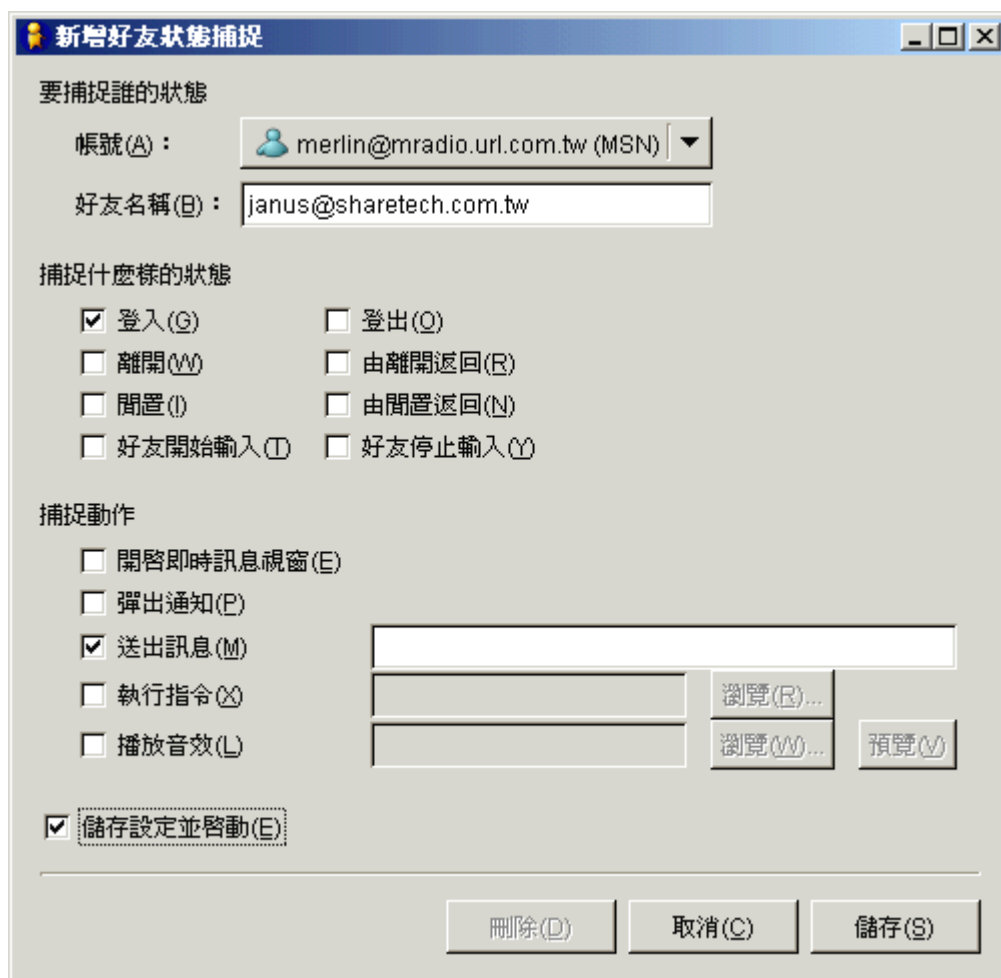 新增好友狀態捕捉
要捕捉誰的狀態
帳號(A)： merlin@mradio.url.com.tw (MSN)
好友名稱(B)： janus@sharetech.com.tw
捕捉什麼樣的狀態
登入(G) 登出(O)
離開(W) 由離開返回(R)
閒置(I) 由閒置返回(N)
好友開始輸入(T) 好友停止輸入(Y)
捕捉動作
開啓即時訊息視窗(E)
彈出通知(P)
送出訊息(M)
執行指令(X) 瀏覽(R)...
播放音效(L) 瀏覽(W)... 預覽(V)
儲存設定並啓動(E)
刪除(D) 取消(C) 儲存(S)